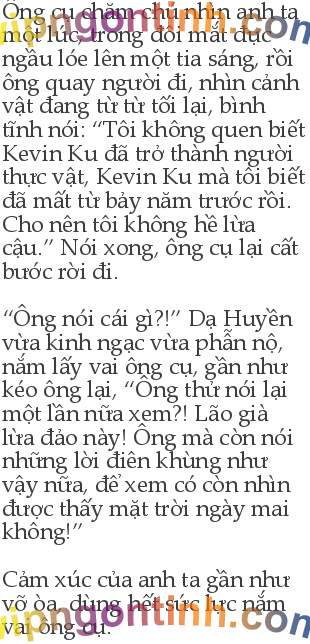 Ông cụ chăm chú nhìn anh ta
một lúc, trong đôi mắt đục
ngầu lóe lên một tia sáng, rồi
ông quay người đi, nhìn cảnh
vật đang từ từ tối lại, bình
tĩnh nói: “Tôi không quen biết
Kevin Ku đã trở thành người
thực vật, Kevin Ku mà tôi biết
đã mất từ bảy năm trước rồi.
Cho nên tôi không hề lừa
cậu.” Nói xong, ông cụ lại cất
bước rời đi.
“Ông nói cái gì?!” Dạ Huyền
vừa kinh ngạc vừa phẫn nộ,
nắm lấy vai ông cụ, gần như
kéo ông lại, “Ông thử nói lại
một lần nữa xem?! Lão già
lừa đảo này! Ông mà còn nói
những lời điên khùng như
vậy nữa, để xem có còn nhìn
được thấy mặt trời ngày mai
không!”
Cảm xúc của anh ta gần như
vỡ òa, dùng hết sức lực nắm
vai ông cụ.